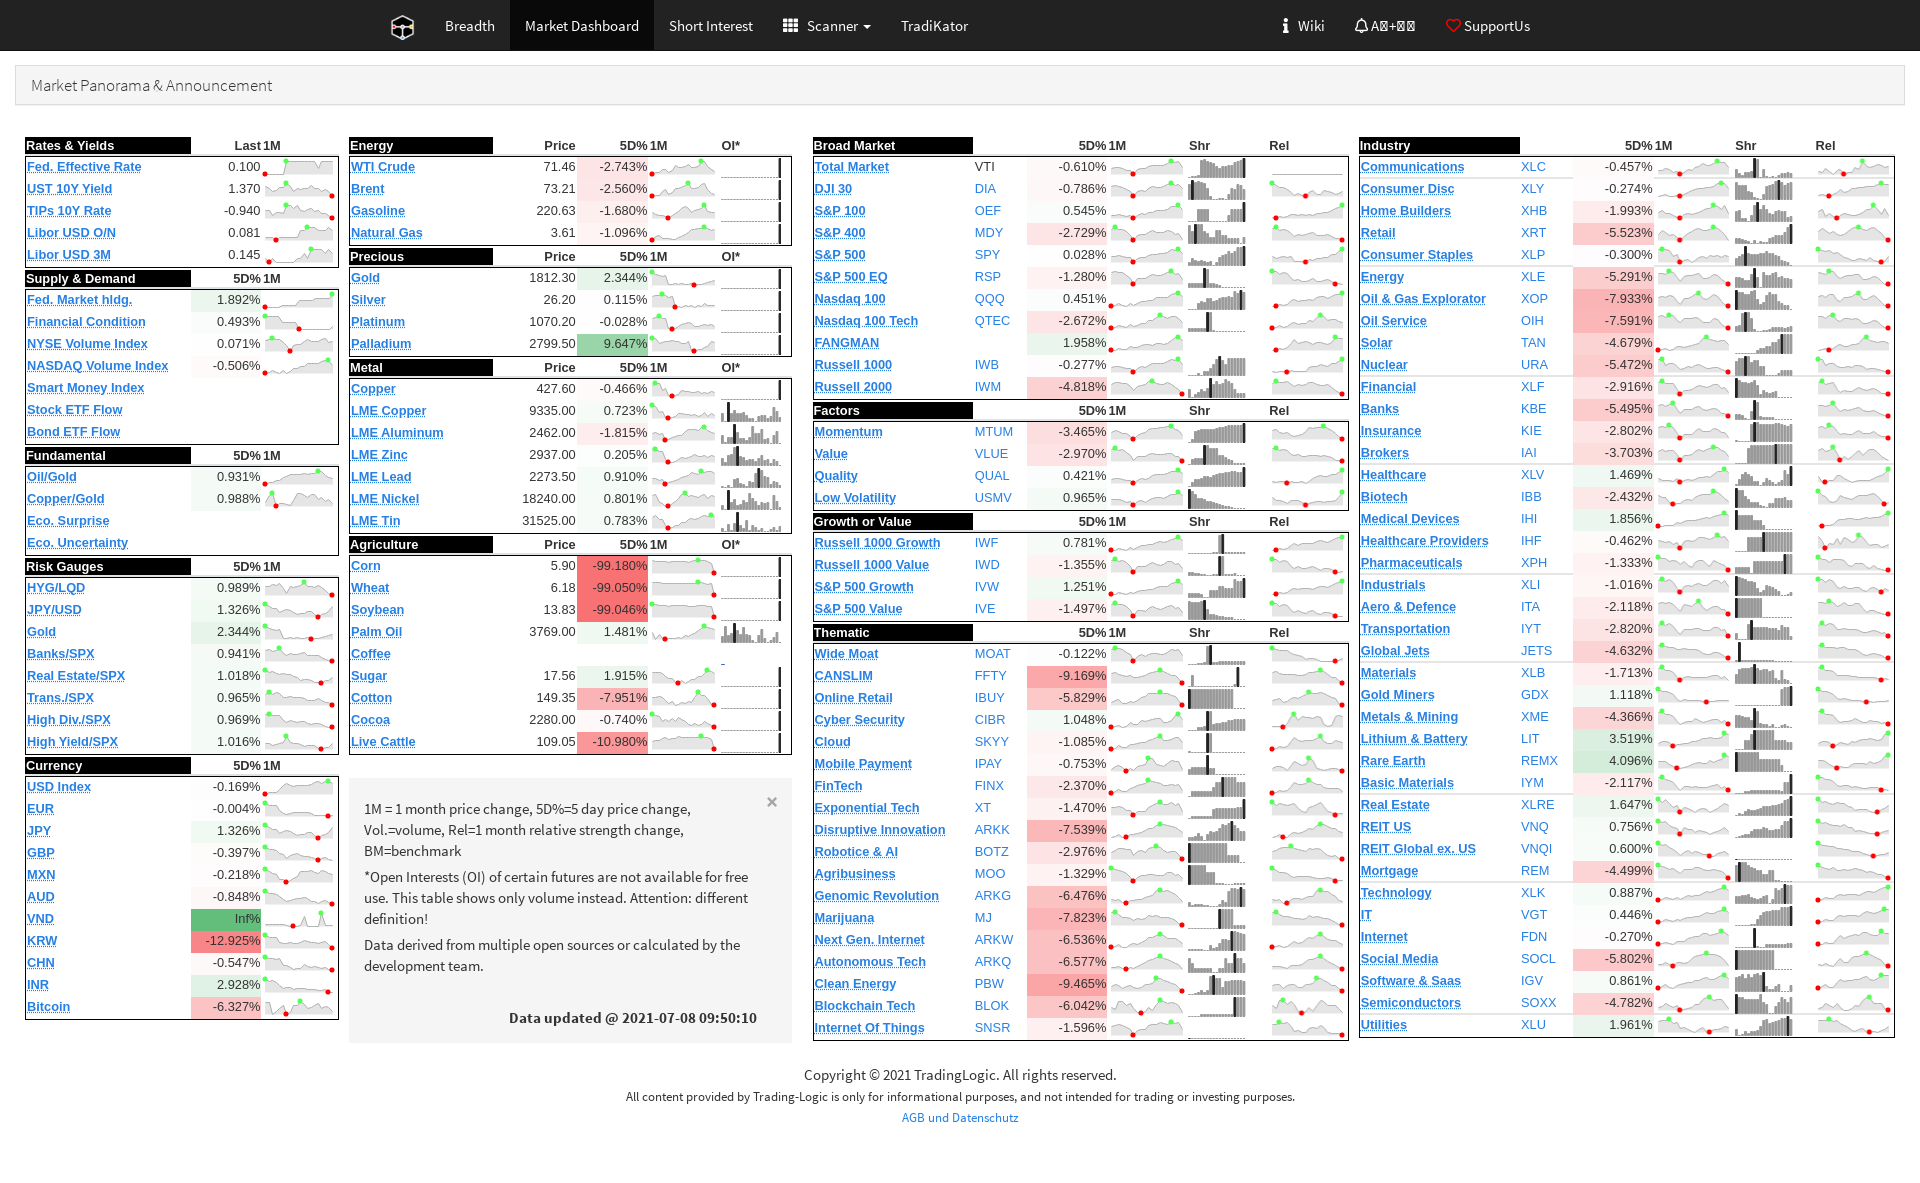 Breadth Market Dashboard Short Interest Scanner TradiKator Wiki SupportUs
Market Panorama & Announcement
Rates & Yields Last 1M
Fed. Effective Rate 0.100
UST 10Y Yield 1.370
TIPs 10Y Rate -0.940
Libor USD O/N 0.081
Libor USD 3M 0.145
Supply & Demand 5D% 1M
Fed. Market hldg. 1.892%
Financial Condition 0.493%
NYSE Volume Index 0.071%
NASDAQ Volume Index -0.506%
Smart Money Index
Stock ETF Flow
Bond ETF Flow
Fundamental 5D% 1M
Oil/Gold 0.931%
Copper/Gold 0.988%
Eco. Surprise
Eco. Uncertainty
Risk Gauges 5D% 1M
HYG/LQD 0.989%
JPY/USD 1.326%
Gold 2.344%
Banks/SPX 0.941%
Real Estate/SPX 1.018%
Trans./SPX 0.965%
High Div./SPX 0.969%
High Yield/SPX 1.016%
Currency 5D% 1M
USD Index -0.169%
EUR -0.004%
JPY 1.326%
GBP -0.397%
MXN -0.218%
AUD -0.848%
VND Inf%
KRW -12.925%
CHN -0.547%
INR 2.928%
Bitcoin -6.327%
Energy Price 5D% 1M OI*
WTI Crude 71.46 -2.743%
Brent 73.21 -2.560%
Gasoline 220.63 -1.680%
Natural Gas 3.61 -1.096%
Precious Price 5D% 1M OI*
Gold 1812.30 2.344%
Silver 26.20 0.115%
Platinum 1070.20 -0.028%
Palladium 2799.50 9.647%
Metal Price 5D% 1M OI*
Copper 427.60 -0.466%
LME Copper 9335.00 0.723%
LME Aluminum 2462.00 -1.815%
LME Zinc 2937.00 0.205%
LME Lead 2273.50 0.910%
LME Nickel 18240.00 0.801%
LME Tin 31525.00 0.783%
Agriculture Price 5D% 1M OI*
Corn 5.90 -99.180%
Wheat 6.18 -99.050%
Soybean 13.83 -99.046%
Palm Oil 3769.00 1.481%
Coffee
Sugar 17.56 1.915%
Cotton 149.35 -7.951%
Cocoa 2280.00 -0.740%
Live Cattle 109.05 -10.980%
×
1M = 1 month price change, 5D%=5 day price change,
Vol.=volume, Rel=1 month relative strength change,
BM=benchmark
*Open Interests (OI) of certain futures are not available for free
use. This table shows only volume instead. Attention: different
definition!
Data derived from multiple open sources or calculated by the
development team.
Data updated @ 2021-07-08 09:50:10
Broad Market 5D% 1M Shr Rel
Total Market VTI -0.610%
DJI 30 DIA -0.786%
S&P 100 OEF 0.545%
S&P 400 MDY -2.729%
S&P 500 SPY 0.028%
S&P 500 EQ RSP -1.280%
Nasdaq 100 QQQ 0.451%
Nasdaq 100 Tech QTEC -2.672%
FANGMAN 1.958%
Russell 1000 IWB -0.277%
Russell 2000 IWM -4.818%
Factors 5D% 1M Shr Rel
Momentum MTUM -3.465%
Value VLUE -2.970%
Quality QUAL 0.421%
Low Volatility USMV 0.965%
Growth or Value 5D% 1M Shr Rel
Russell 1000 Growth IWF 0.781%
Russell 1000 Value IWD -1.355%
S&P 500 Growth IVW 1.251%
S&P 500 Value IVE -1.497%
Thematic 5D% 1M Shr Rel
Wide Moat MOAT -0.122%
CANSLIM FFTY -9.169%
Online Retail IBUY -5.829%
Cyber Security CIBR 1.048%
Cloud SKYY -1.085%
Mobile Payment IPAY -0.753%
FinTech FINX -2.370%
Exponential Tech XT -1.470%
Disruptive Innovation ARKK -7.539%
Robotice & AI BOTZ -2.976%
Agribusiness MOO -1.329%
Genomic Revolution ARKG -6.476%
Marijuana MJ -7.823%
Next Gen. Internet ARKW -6.536%
Autonomous Tech ARKQ -6.577%
Clean Energy PBW -9.465%
Blockchain Tech BLOK -6.042%
Internet Of Things SNSR -1.596%
Industry 5D% 1M Shr Rel
Communications XLC -0.457%
Consumer Disc XLY -0.274%
Home Builders XHB -1.993%
Retail XRT -5.523%
Consumer Staples XLP -0.300%
Energy XLE -5.291%
Oil & Gas Explorator XOP -7.933%
Oil Service OIH -7.591%
Solar TAN -4.679%
Nuclear URA -5.472%
Financial XLF -2.916%
Banks KBE -5.495%
Insurance KIE -2.802%
Brokers IAI -3.703%
Healthcare XLV 1.469%
Biotech IBB -2.432%
Medical Devices IHI 1.856%
Healthcare Providers IHF -0.462%
Pharmaceuticals XPH -1.333%
Industrials XLI -1.016%
Aero & Defence ITA -2.118%
Transportation IYT -2.820%
Global Jets JETS -4.632%
Materials XLB -1.713%
Gold Miners GDX 1.118%
Metals & Mining XME -4.366%
Lithium & Battery LIT 3.519%
Rare Earth REMX 4.096%
Basic Materials IYM -2.117%
Real Estate XLRE 1.647%
REIT US VNQ 0.756%
REIT Global ex. US VNQI 0.600%
Mortgage REM -4.499%
Technology XLK 0.887%
IT VGT 0.446%
Internet FDN -0.270%
Social Media SOCL -5.802%
Software & Saas IGV 0.861%
Semiconductors SOXX -4.782%
Utilities XLU 1.961%
Copyright © 2021 TradingLogic. All rights reserved.
All content provided by Trading-Logic is only for informational purposes, and not intended for trading or investing purposes.
AGB und Datenschutz